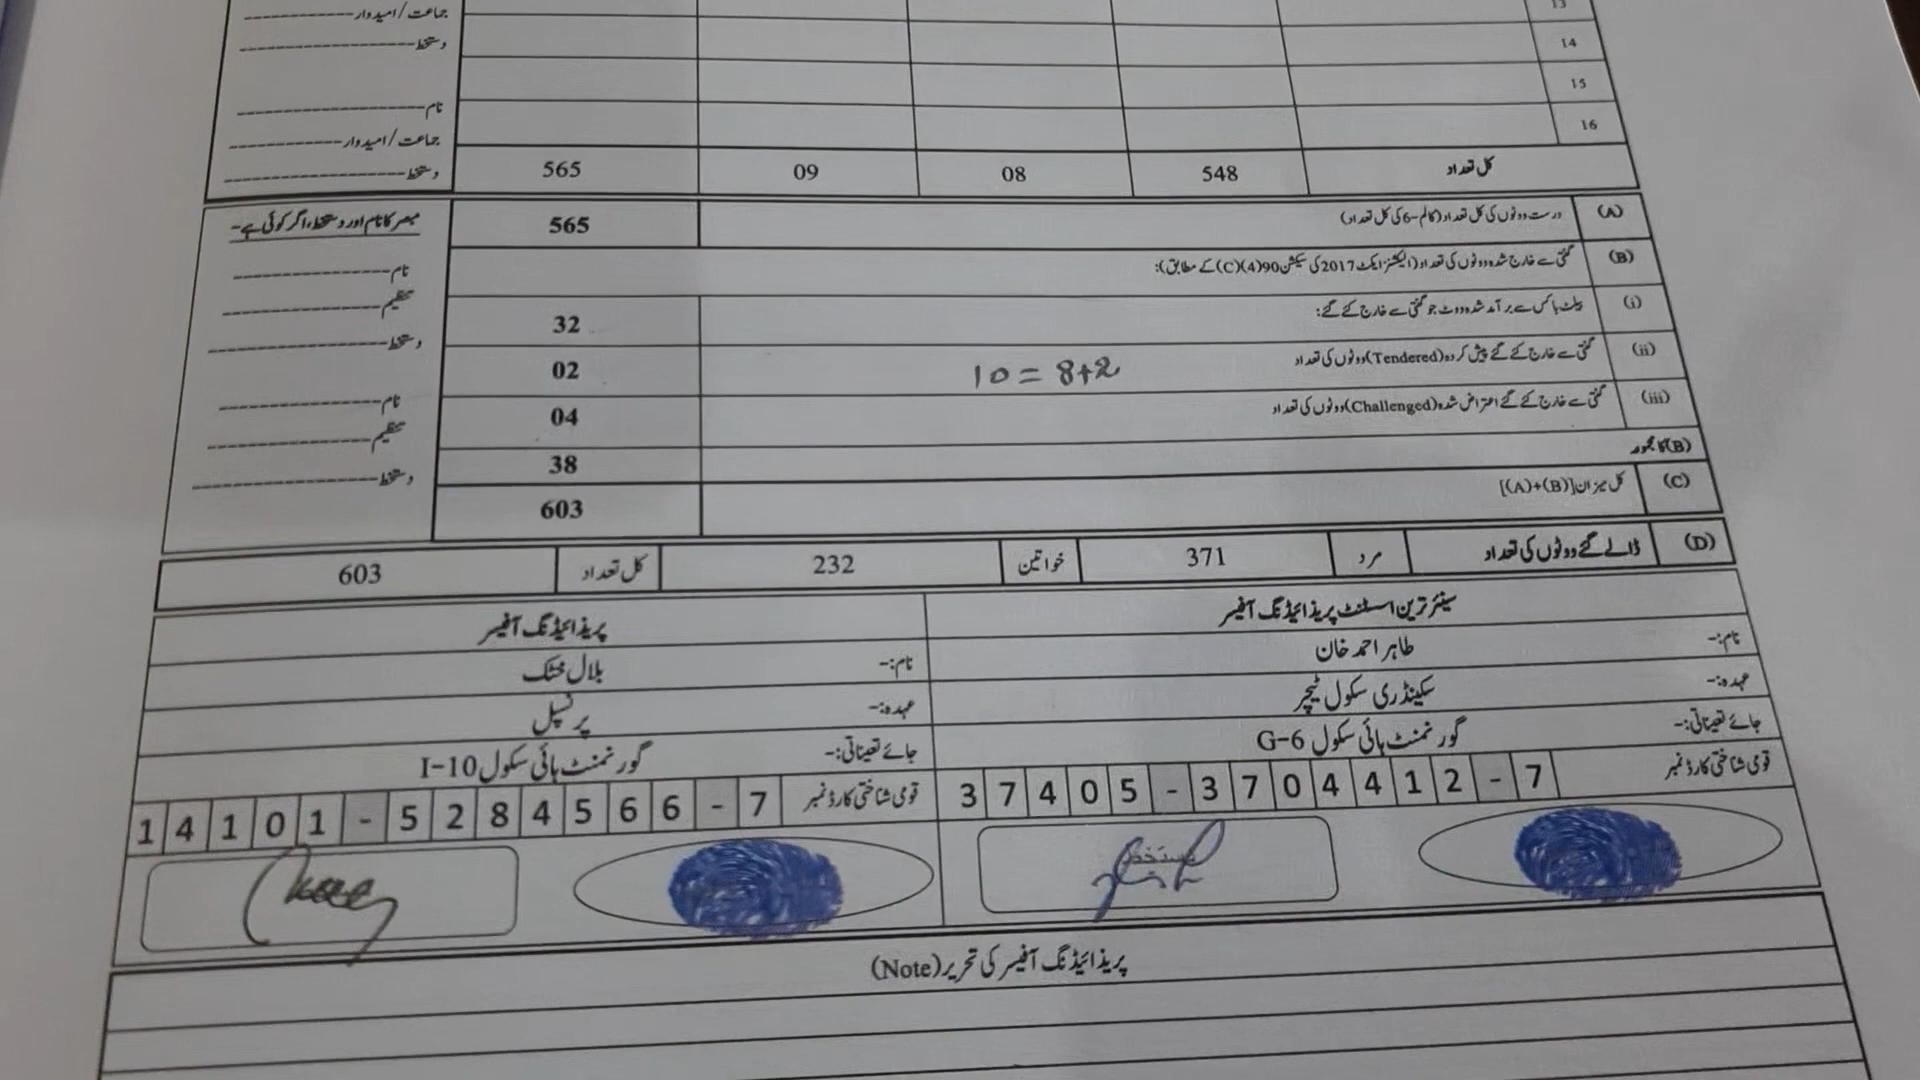 13
جماعت/امیدوار
14
دستخط
15
16
نام
جماعت/امیدوار
دستخط
کل تعداد 548 08 09 565
(A) درست ووٹوں کی کل تعداد (کالم-6 کی کل تعداد) 565
مبصر کا نام اور دستخط، اگر کوئی ہے-
(B) گنتی سے خارج شدہ ووٹوں کی تعداد (الیکشنز ایکٹ 2017 کی سیکشن 90(4)(C) کے مطابق):
نام
تنظیم
دستخط
(i) بیلٹ باکس سے برآمد شدہ ووٹ جو گنتی سے خارج کئے گئے: 32
(ii) گنتی سے خارج کئے گئے پیش کردہ (Tendered) ووٹوں کی تعداد 10=8+2 02
(iii) گنتی سے خارج کئے گئے اعتراض شدہ (Challenged) ووٹوں کی تعداد 04
نام
تنظیم
دستخط
(B) کا مجموعہ 38
(C) کل میزان [(A)+(B)] 603
(D) ڈالے گئے ووٹوں کی تعداد مرد 371 خواتین 232 کل تعداد 603
سینئر ترین اسسٹنٹ پریذائیڈنگ آفیسر
نام:- طاہر احمد خان
عہدہ:- سکینڈری سکول ٹیچر
جائے تعیناتی:- گورنمنٹ ہائی سکول G-6
قومی شناختی کارڈ نمبر 37405-3704412-7
دستخط
پریذائیڈنگ آفیسر
نام:- بلال خٹک
عہدہ:- پرنسپل
جائے تعیناتی:- گورنمنٹ ہائی سکول I-10
قومی شناختی کارڈ نمبر 14101-5284566-7
پریذائیڈنگ آفیسر کی تحریر (Note)